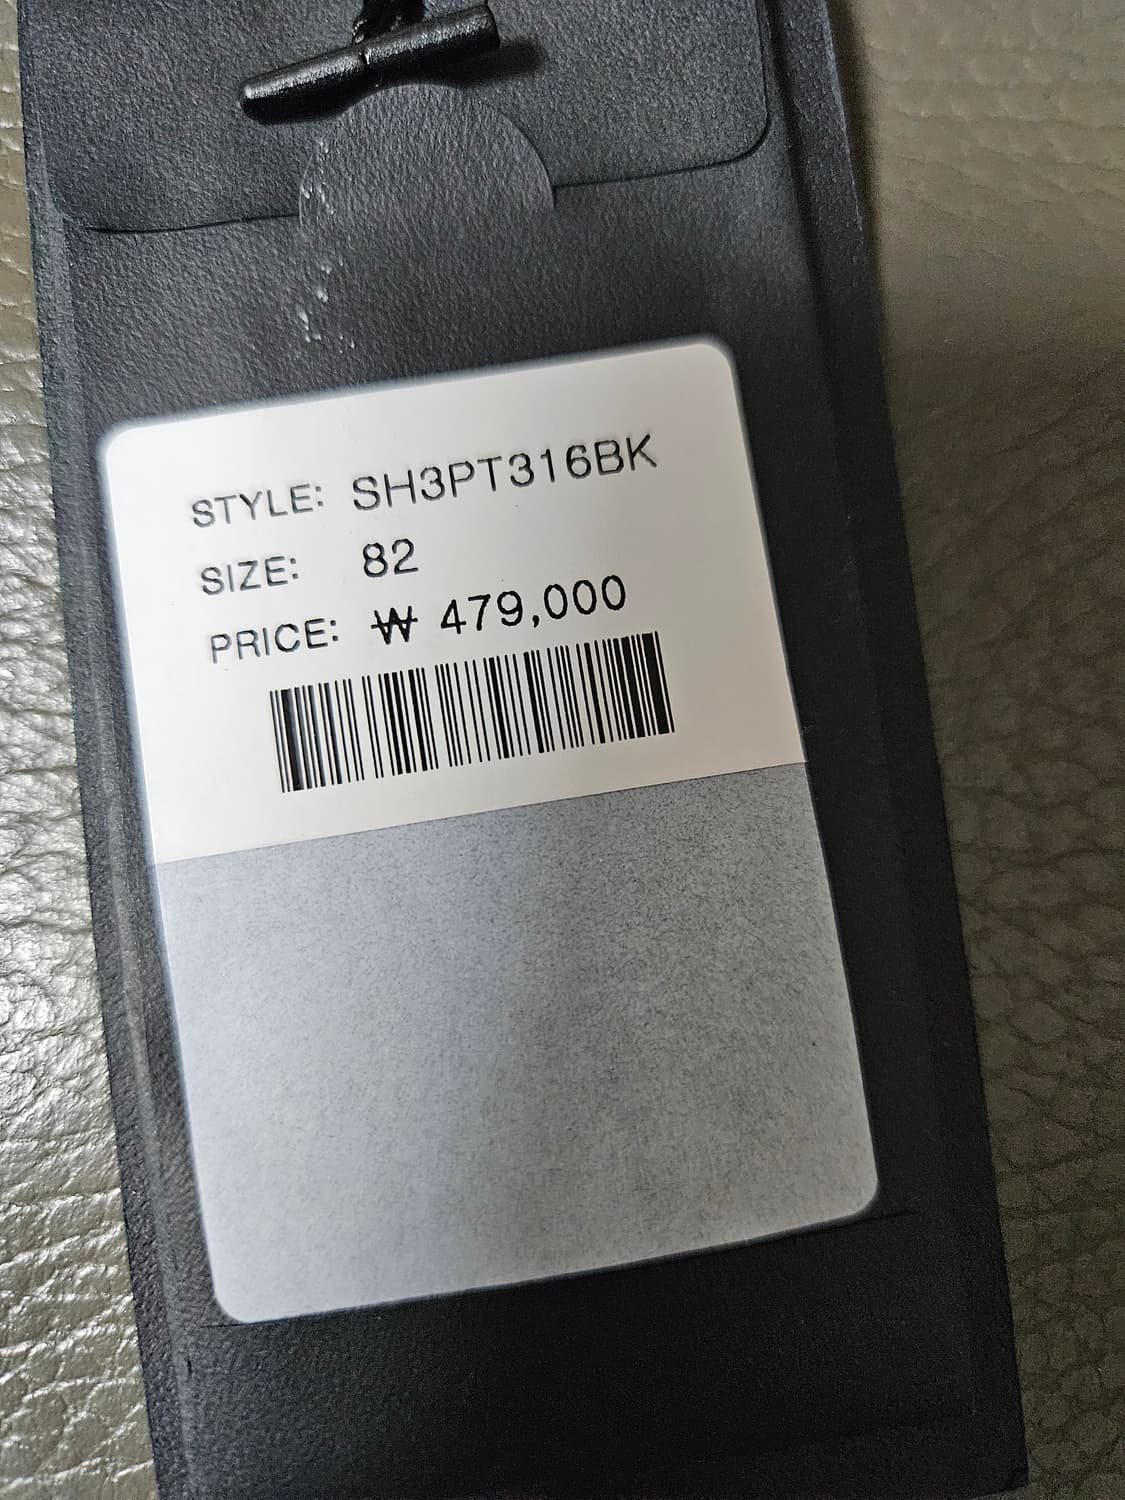 STYLE: SH3PT316BK
SIZE: 82
PRICE: ₩ 479,000